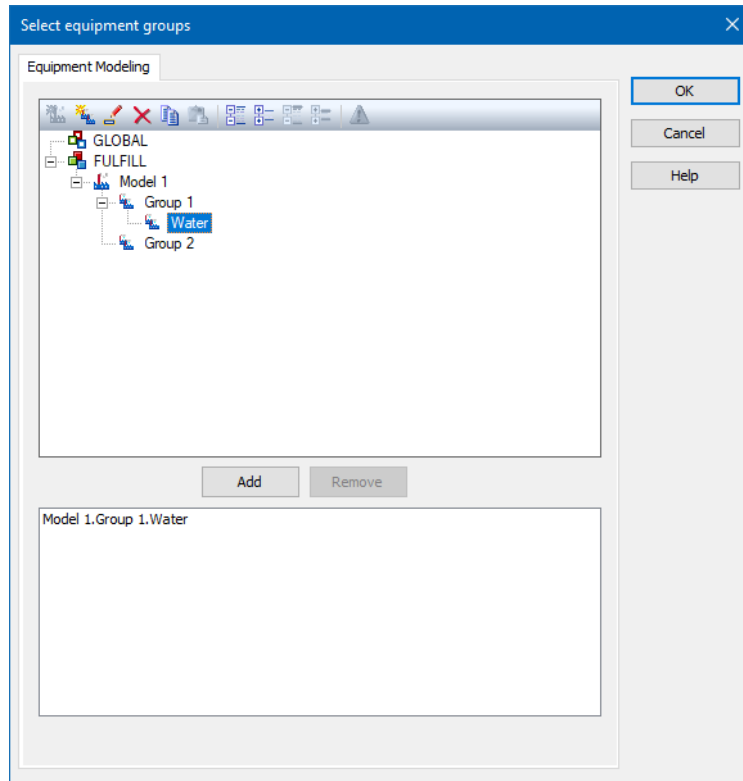 Select equipment groups
Equipment Modeling
OK
Cancel
Help
GLOBAL
FULFILL
Model 1
Group 1
Water
Group 2
Add
Remove
Model 1.Group 1.Water